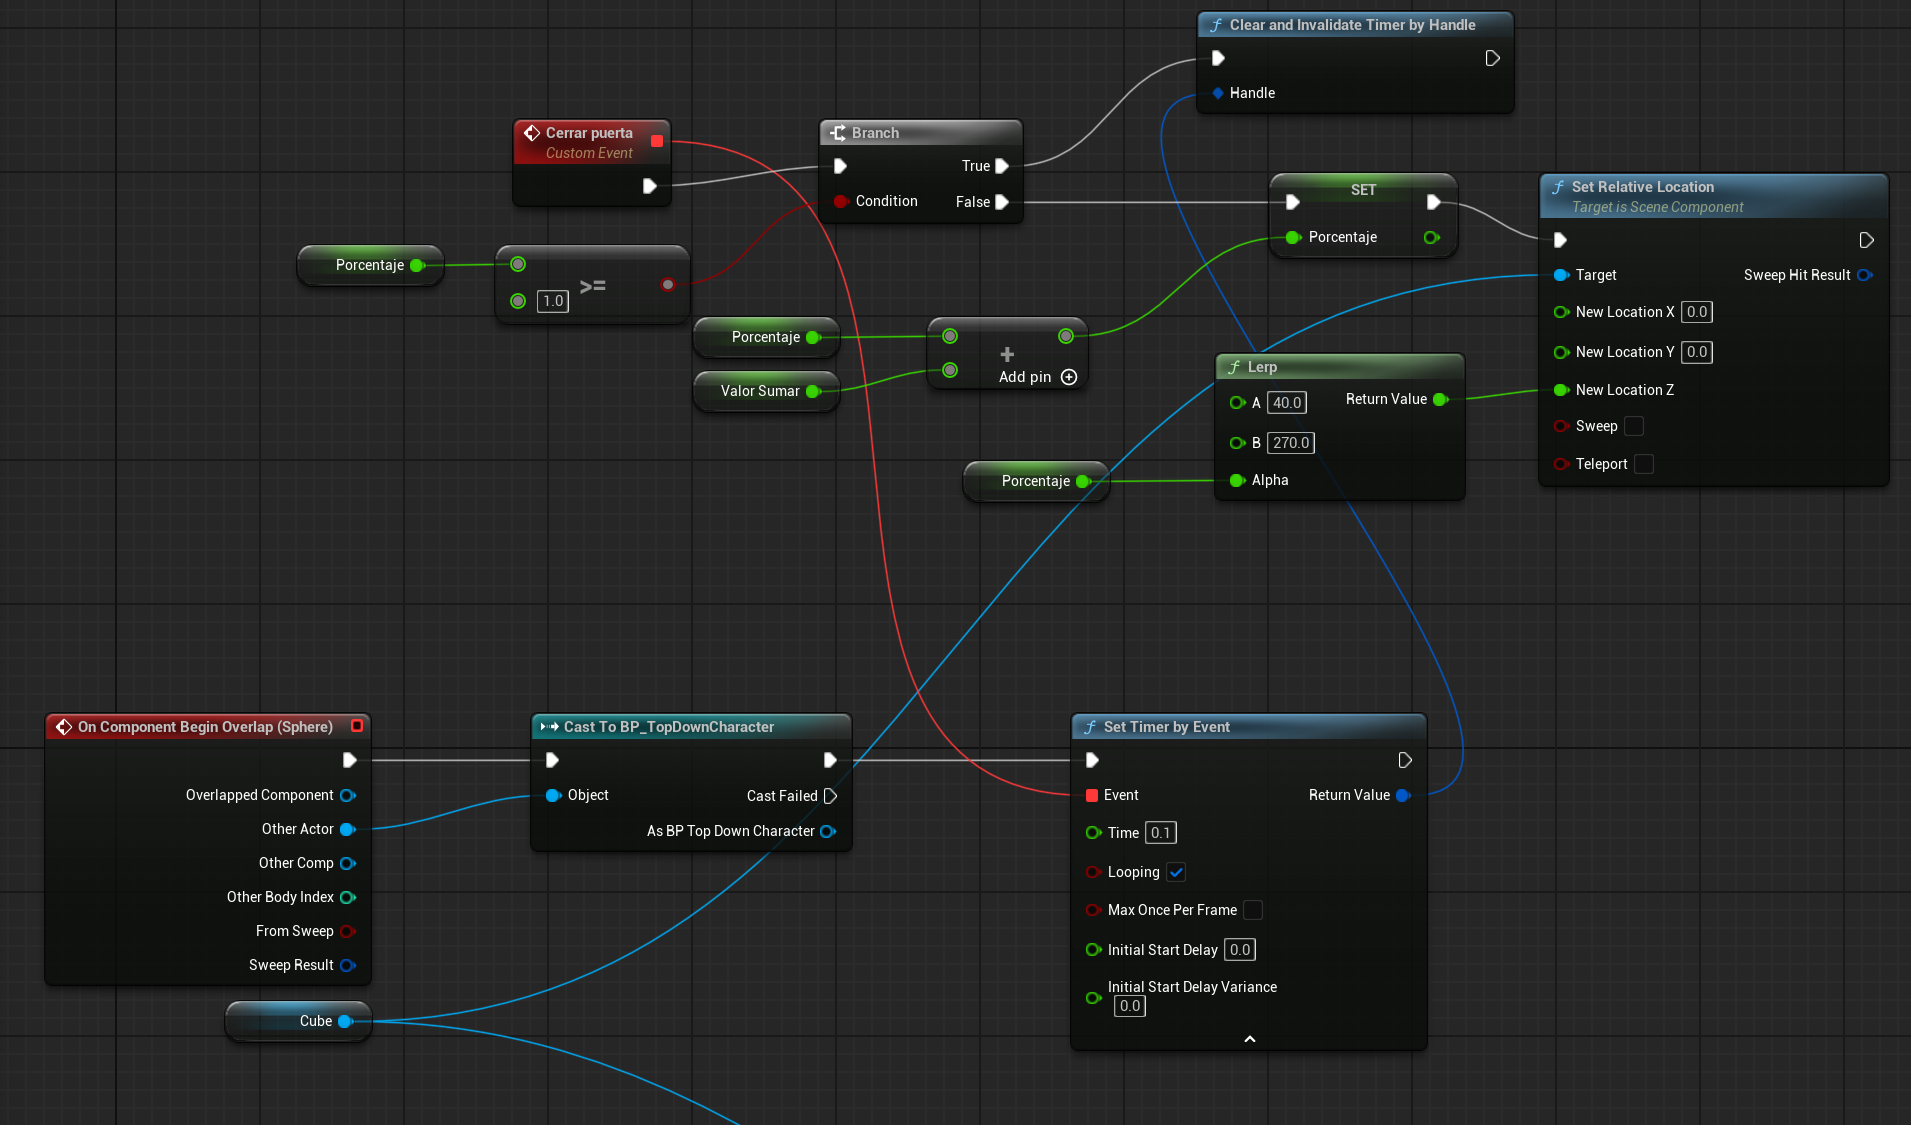 Clear and Invalidate Timer by Handle
Handle
Cerrar puerta
Custom Event
Branch
True
Condition
False
SET
Porcentaje
Set Relative Location
Target is Scene Component
Target
Sweep Hit Result
New Location X 0.0
New Location Y 0.0
New Location Z
Sweep
Teleport
Porcentaje
>=
1.0
Porcentaje
Valor Sumar
+
Add pin
Lerp
A 40.0
Return Value
B 270.0
Alpha
Porcentaje
On Component Begin Overlap (Sphere)
Overlapped Component
Other Actor
Other Comp
Other Body Index
From Sweep
Sweep Result
Cast To BP_TopDownCharacter
Object
Cast Failed
As BP Top Down Character
Set Timer by Event
Event
Return Value
Time 0.1
Looping
Max Once Per Frame
Initial Start Delay 0.0
Initial Start Delay Variance
0.0
Cube